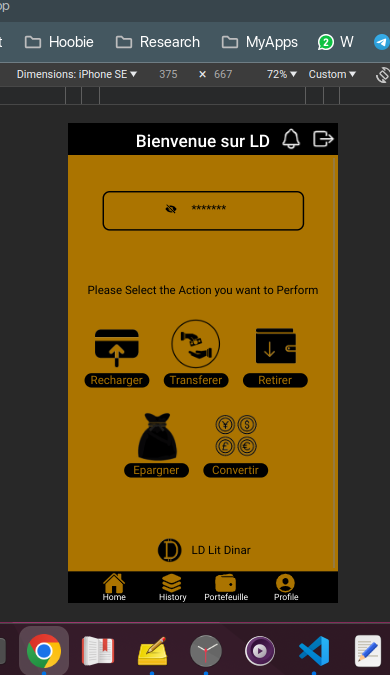 op
t Hoobie Research MyApps 2 W
Dimensions: iPhone SE ▼ 375 × 667 72% ▼ Custom ▼
Bienvenue sur LD
*******
Please Select the Action you want to Perform
Recharger Transferer Retirer
¥ $
£ €
Epargner Convertir
LD Lit Dinar
Home History Portefeuille Profile